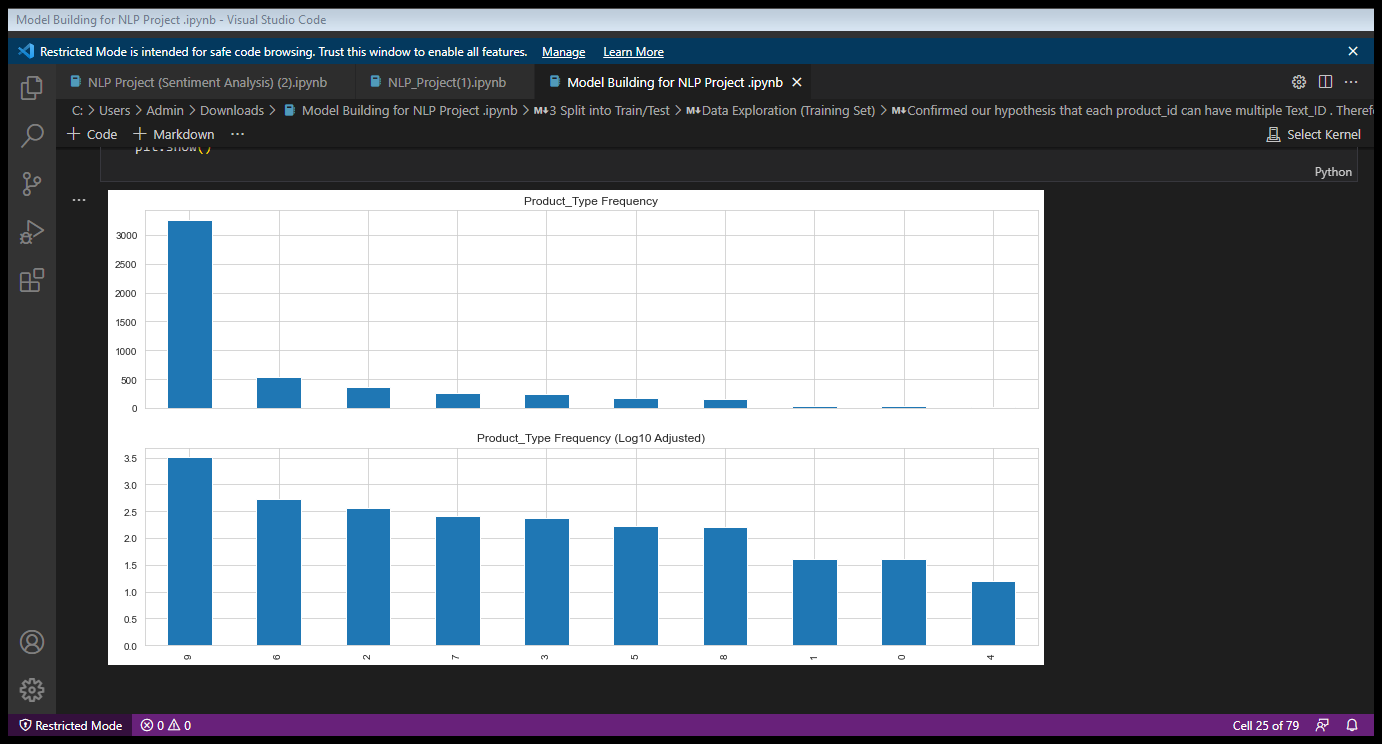 Model Building for NLP Project .ipynb - Visual Studio Code
Restricted Mode is intended for safe code browsing. Trust this window to enable all features. Manage Learn More
NLP Project (Sentiment Analysis) (2).ipynb NLP_Project(1).ipynb Model Building for NLP Project .ipynb
C: > Users > Admin > Downloads > Model Building for NLP Project .ipynb > M↓3 Split into Train/Test > M↓Data Exploration (Training Set) > M↓Confirmed our hypothesis that each product_id can have multiple Text_ID . Theref
+ Code + Markdown ··· Select Kernel
plt.show()
Python
Product_Type Frequency
3000
2500
2000
1500
1000
500
0
Product_Type Frequency (Log10 Adjusted)
3.5
3.0
2.5
2.0
1.5
1.0
0.5
0.0
9 6 2 7 3 5 8 1 0 4
Restricted Mode 0 0 Cell 25 of 79